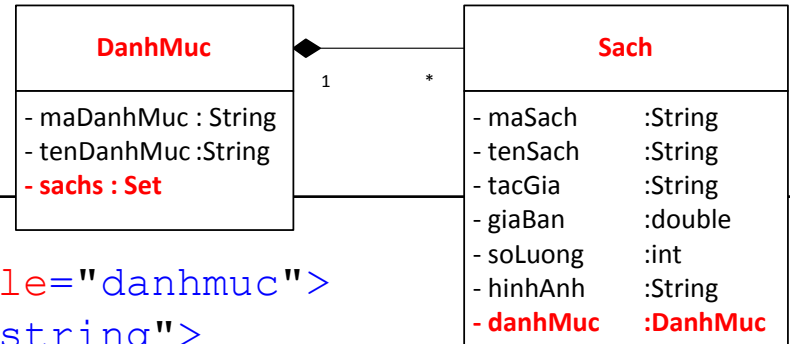 DanhMuc
- maDanhMuc : String
- tenDanhMuc :String
- sachs : Set
1 *
Sach
- maSach :String
- tenSach :String
- tacGia :String
- giaBan :double
- soLuong :int
- hinhAnh :String
- danhMuc :DanhMuc
le="danhmuc">
string">